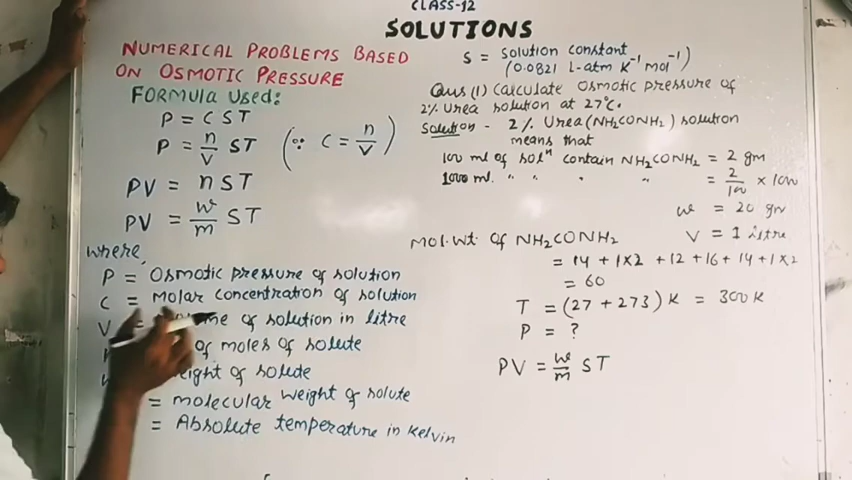 CLASS-12
SOLUTIONS
NUMERICAL PROBLEMS BASED
ON OSMOTIC PRESSURE
FORMULA Used:
P = C S T
P = n/V ST (∵ C = n/V)
PV = nST
PV = w/m ST
where,
P = Osmotic pressure of solution
C = Molar concentration of solution
V = of solution in litre
of moles of solute
weight of solute
= molecular weight of solute
= Absolute temperature in Kelvin
S = solution constant
(0.0821 L-atm K⁻¹ mol⁻¹)
Qus (1) Calculate Osmotic pressure of
2% urea solution at 27°C.
Solution - 2% Urea (NH₂CONH₂) solution
means that
100 ml of solⁿ contain NH₂CONH₂ = 2 gm
1000 ml. " " " " = 2/100 × 1000
w = 20 gm
V = 1 litre
Mol. Wt of NH₂CONH₂
= 14 + 1×2 + 12 + 16 + 14 + 1×2
= 60
T = (27 + 273) K = 300 K
P = ?
PV = w/m ST